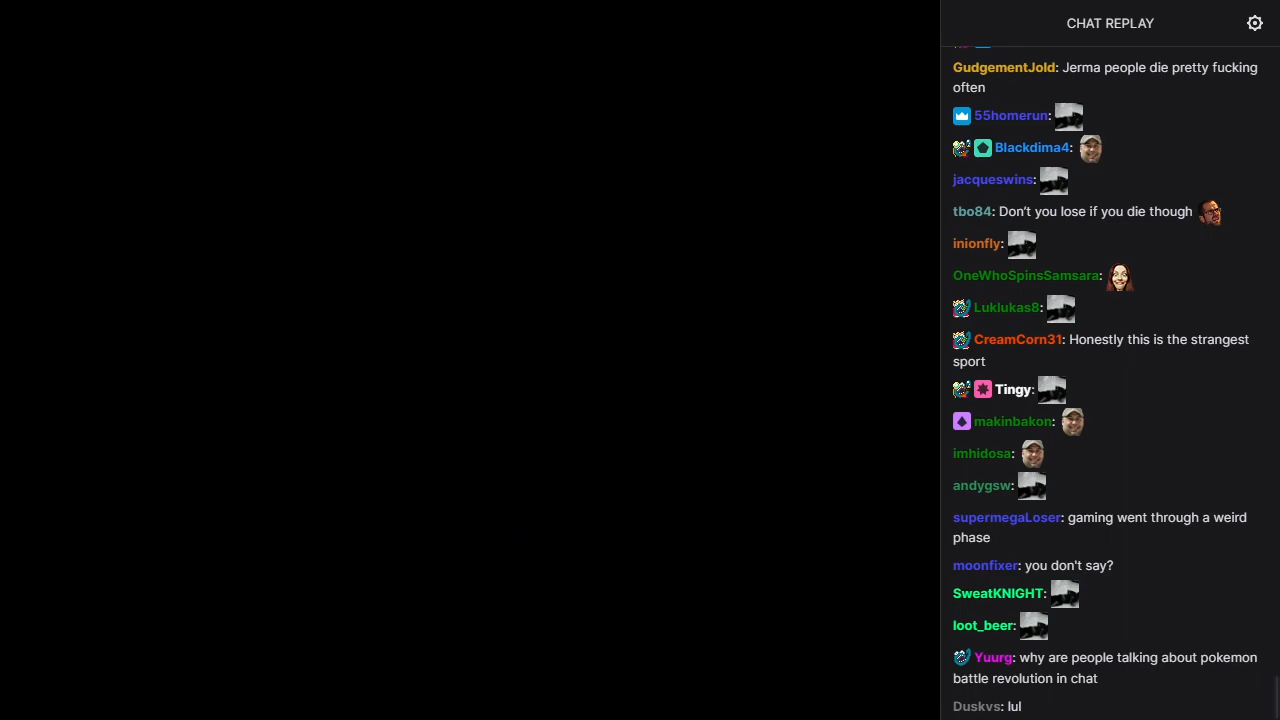 CHAT REPLAY
GudgementJold: Jerma people die pretty fucking
often
55homerun:
Blackdima4:
jacqueswins:
tbo84: Don't you lose if you die though
inionfly:
OneWhoSpinsSamsara:
Luklukas8:
CreamCorn31: Honestly this is the strangest
sport
Tingy:
makinbakon:
imhidosa:
andygsw:
supermegaLoser: gaming went through a weird
phase
moonfixer: you don't say?
SweatKNIGHT:
loot_beer:
Yuurg: why are people talking about pokemon
battle revolution in chat
Duskvs: lul